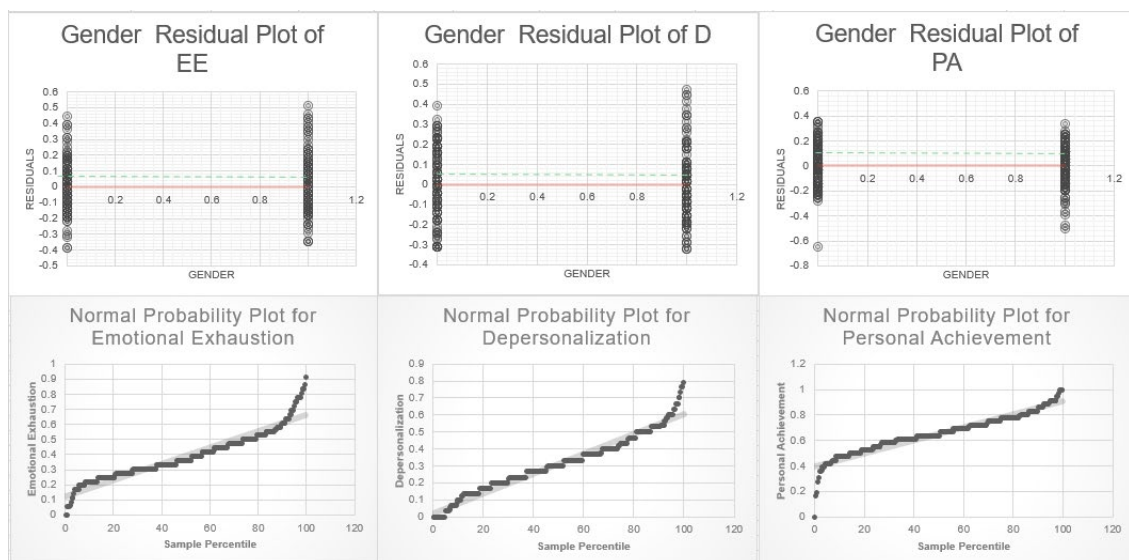 Gender Residual Plot of
EE
0.6
0.5
0.4
0.3
0.2
0.1
0
-0.1
-0.2
-0.3
-0.4
-0.5
0.2 0.4 0.6 0.8 1 1.2
RESIDUALS
GENDER
Gender Residual Plot of D
0.6
0.5
0.4
0.3
0.2
0.1
0
-0.1
-0.2
-0.3
-0.4
0.2 0.4 0.6 0.8 1 1.2
RESIDUALS
GENDER
Gender Residual Plot of
PA
0.6
0.4
0.2
0
-0.2
-0.4
-0.6
-0.8
0.2 0.4 0.6 0.8 1 1.2
RESIDUALS
GENDER
Normal Probability Plot for
Emotional Exhaustion
1
0.9
0.8
0.7
0.6
0.5
0.4
0.3
0.2
0.1
0
0 20 40 60 80 100 120
Emotional Exhaustion
Sample Percentile
Normal Probability Plot for
Depersonalization
0.9
0.8
0.7
0.6
0.5
0.4
0.3
0.2
0.1
0
0 20 40 60 80 100 120
Depersonalization
Sample Percentile
Normal Probability Plot for
Personal Achievement
1.2
1
0.8
0.6
0.4
0.2
0
0 20 40 60 80 100 120
Personal Achievement
Sample Percentile